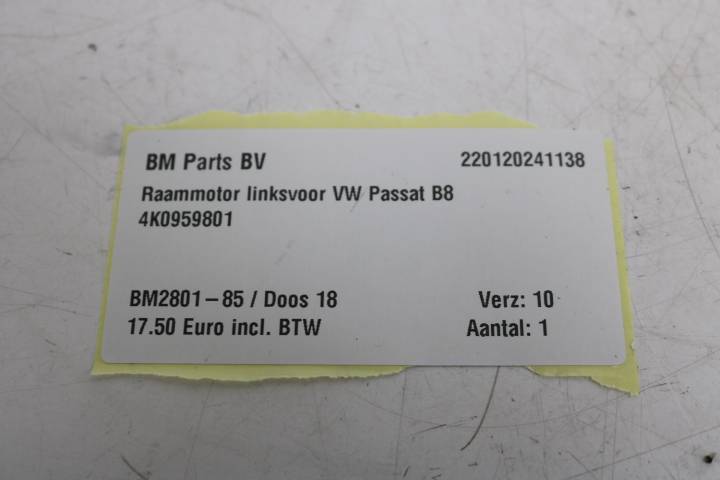 BM Parts BV 220120241138
Raammotor linksvoor VW Passat B8
4K0959801
BM2801-85 / Doos 18 Verz: 10
17.50 Euro incl. BTW Aantal: 1